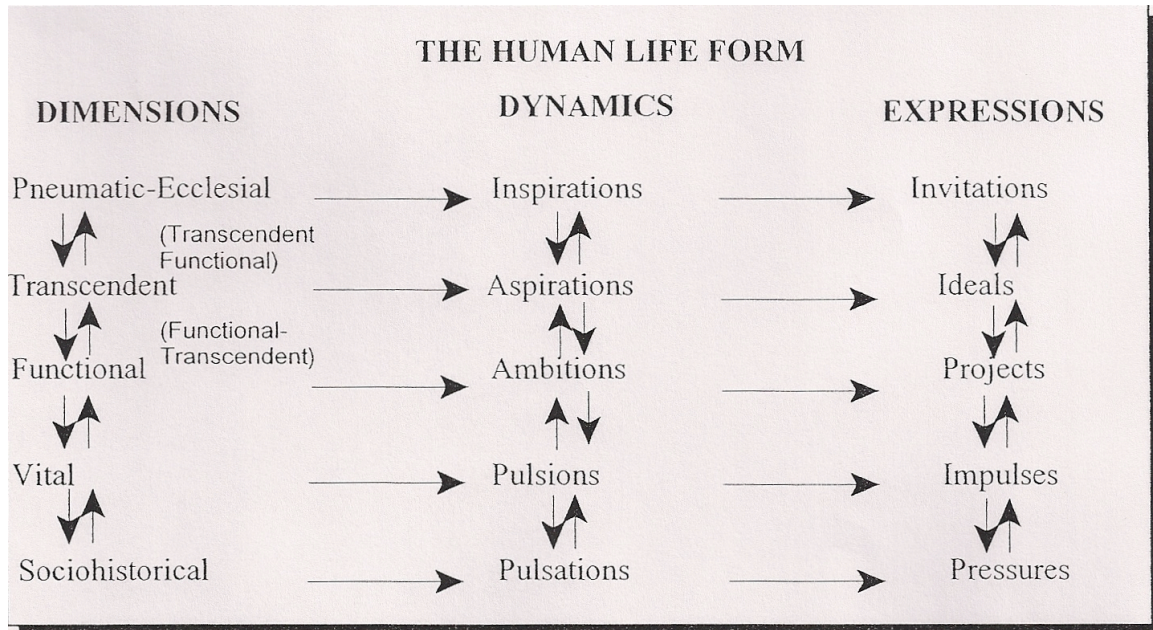 THE HUMAN LIFE FORM
DIMENSIONS DYNAMICS EXPRESSIONS
Pneumatic-Ecclesial Inspirations Invitations
(Transcendent
Functional)
Transcendent Aspirations Ideals
(Functional-
Transcendent)
Functional Ambitions Projects
Vital Pulsions Impulses
Sociohistorical Pulsations Pressures